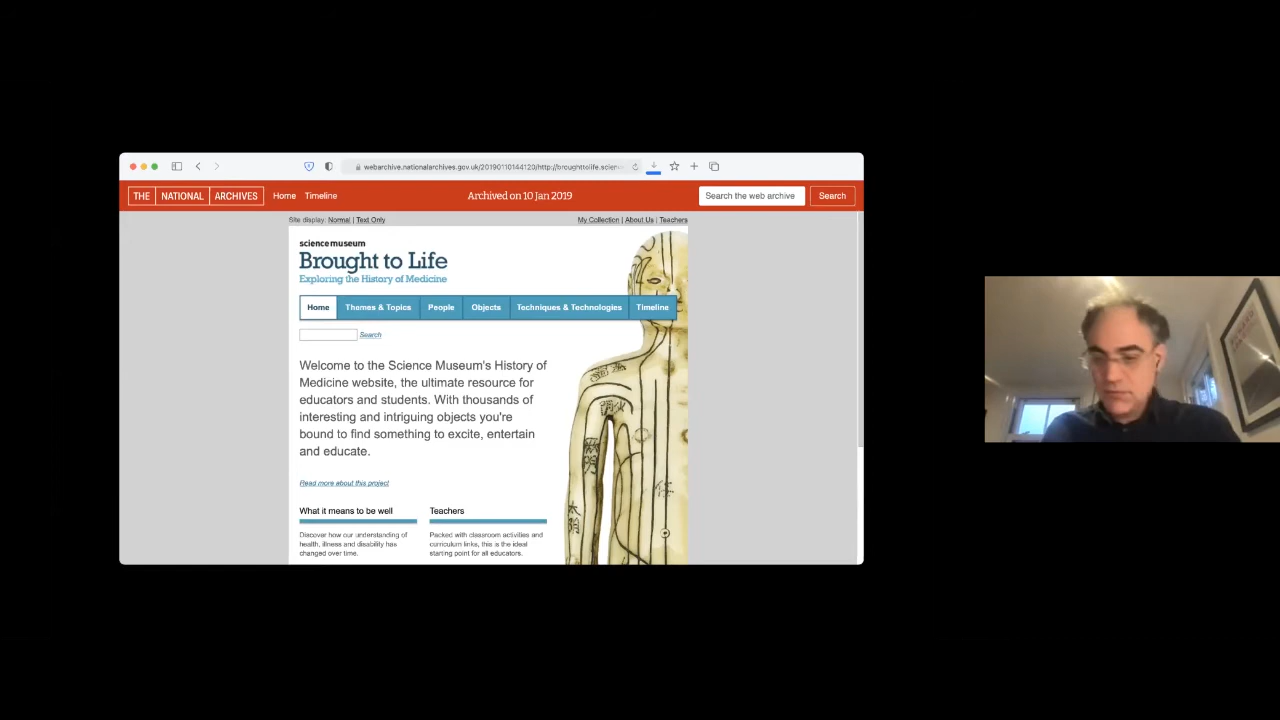 webarchive.nationalarchives.gov.uk/20190110144120/http://broughttolife.scien
THE NATIONAL ARCHIVES Home Timeline Archived on 10 Jan 2019 Search the web archive Search
Site display: Normal | Text Only My Collection | About Us | Teachers
sciencemuseum
Brought to Life
Exploring the History of Medicine
Home Themes & Topics People Objects Techniques & Technologies Timeline
Search
Welcome to the Science Museum's History of
Medicine website, the ultimate resource for
educators and students. With thousands of
interesting and intriguing objects you're
bound to find something to excite, entertain
and educate.
Read more about this project
What it means to be well
Discover how our understanding of
health, illness and disability has
changed over time.
Teachers
Packed with classroom activities and
curriculum links, this is the ideal
starting point for all educators.